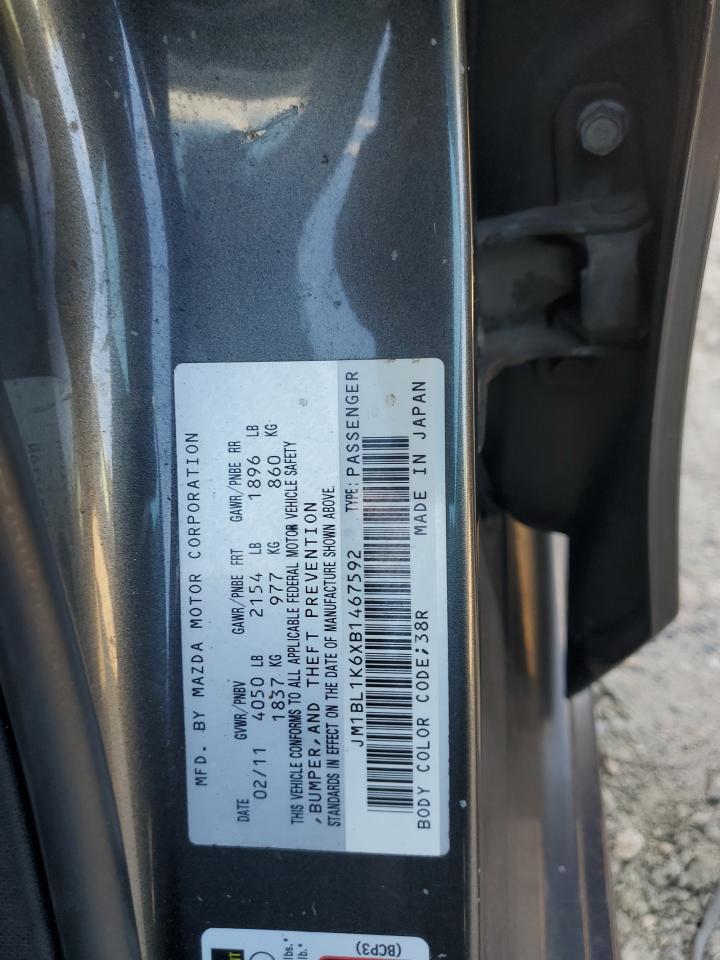 MFD. BY MAZDA MOTOR CORPORATION
DATE GVWR/PNBV GAWR/PNBE FRT GAWR/PNBE RR
02/11 4050 LB 2154 LB 1896 LB
1837 KG 977 KG 860 KG
THIS VEHICLE CONFORMS TO ALL APPLICABLE FEDERAL MOTOR VEHICLE SAFETY
,BUMPER,AND THEFT PREVENTION
STANDARDS IN EFFECT ON THE DATE OF MANUFACTURE SHOWN ABOVE.
JM1BL1K6XB1467592 TYPE:PASSENGER
BODY COLOR CODE;38R MADE IN JAPAN
lbs.*
lb.*
(BCP3)